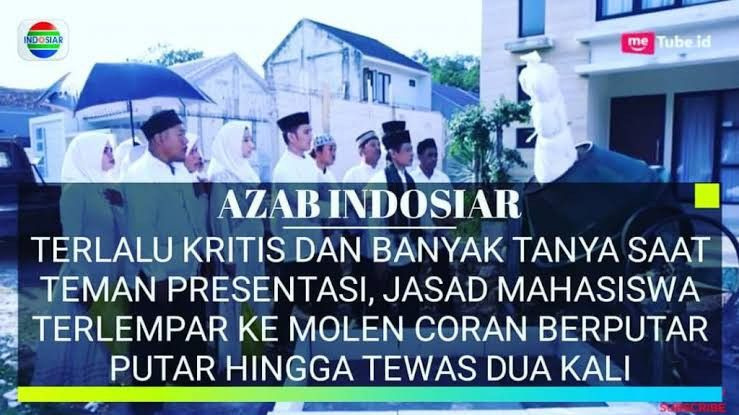 INDOSIAR
me Tube.id
AZAB INDOSIAR
TERLALU KRITIS DAN BANYAK TANYA SAAT
TEMAN PRESENTASI, JASAD MAHASISWA
TERLEMPAR KE MOLEN CORAN BERPUTAR
PUTAR HINGGA TEWAS DUA KALI
SUBSCRIBE